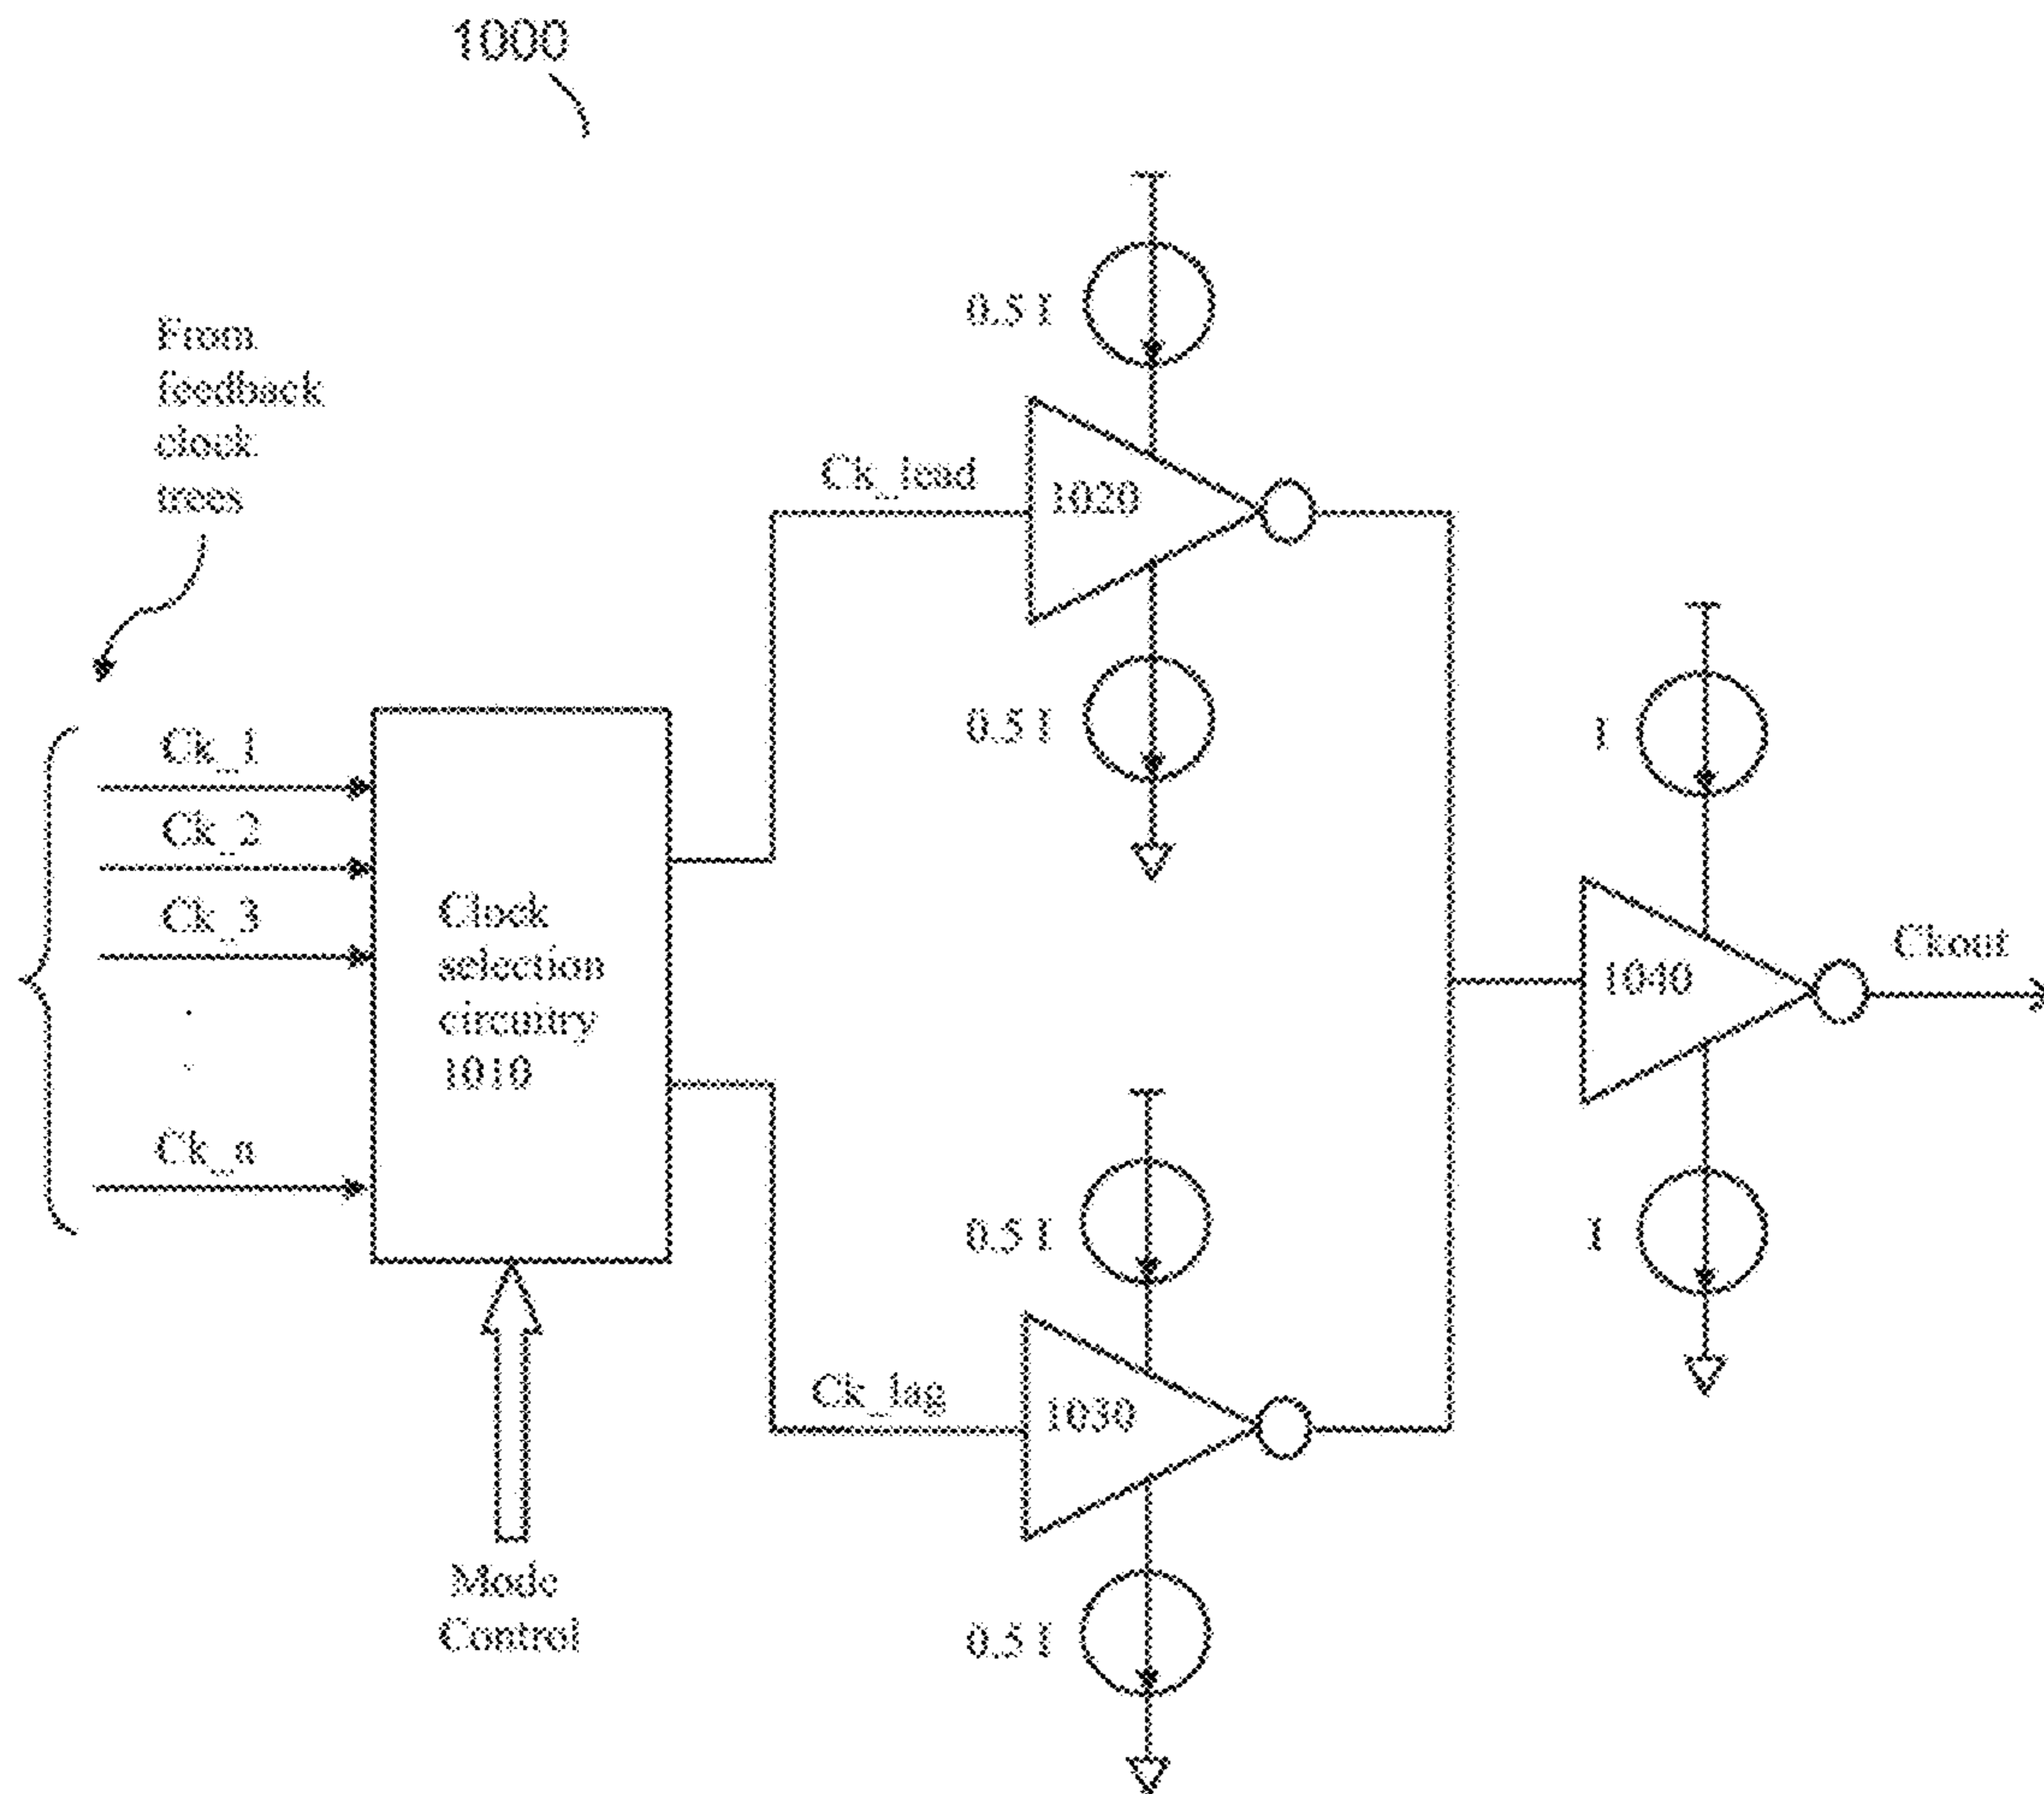 1000
From
feedback
clock
trees
Ck_1
Ck_2
Ck_3
Ck_n
Clock
selection
circuitry
1010
Mode
Control
Ck_lead
Ck_lag
0.5 I
1020
0.5 I
0.5 I
1030
0.5 I
I
1040
I
Ckout